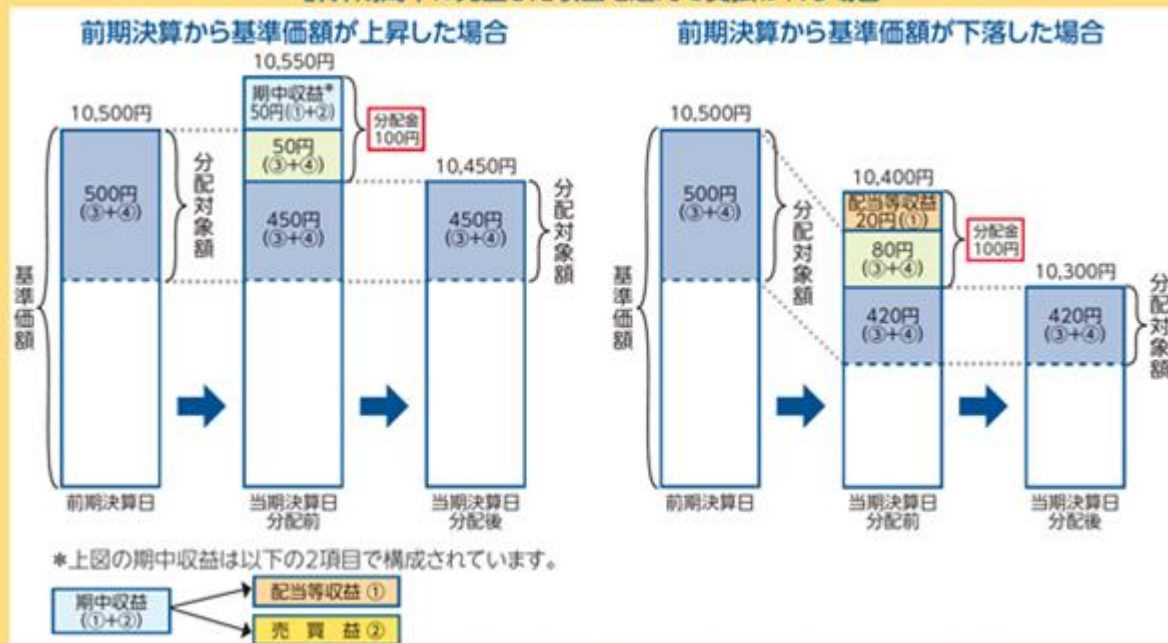 前期決算から基準価額が上昇した場合
10,500円
500円
(③+④)
分配対象額
基準価額
前期決算日
10,550円
期中収益*
50円(①+②)
50円
(③+④)
450円
(③+④)
分配金
100円
当期決算日
分配前
10,450円
450円
(③+④)
分配対象額
当期決算日
分配後
前期決算から基準価額が下落した場合
10,500円
500円
(③+④)
分配対象額
基準価額
前期決算日
10,400円
配当等収益
20円(①)
80円
(③+④)
420円
(③+④)
分配金
100円
当期決算日
分配前
10,300円
420円
(③+④)
分配対象額
当期決算日
分配後
*上図の期中収益は以下の2項目で構成されています。
期中収益
(①+②)
配当等収益 ①
売 買 益 ②